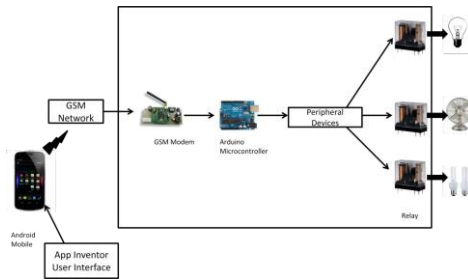 GSM
Network
GSM Modem
Arduino
Microcontroller
Peripheral
Devices
Relay
Android
Mobile
App Inventor
User Interface